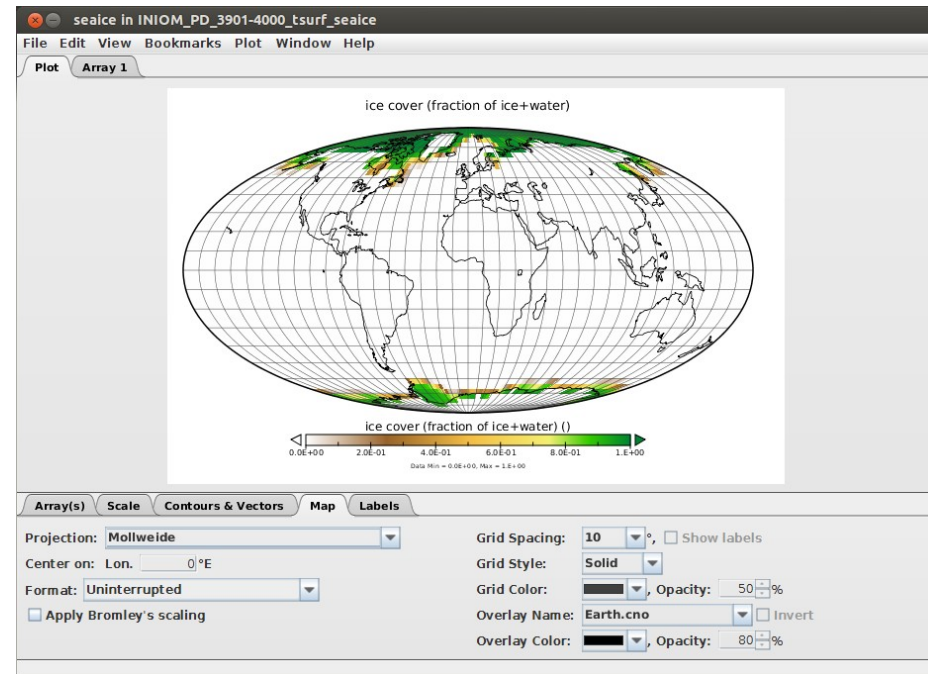 seaice in INIOM_PD_3901-4000_tsurf_seaice
File Edit View Bookmarks Plot Window Help
Plot Array 1
ice cover (fraction of ice+water)
ice cover (fraction of ice+water) ()
0.0E+00 2.0E-01 4.0E-01 6.0E-01 8.0E-01 1.E+00
Data Min = 0.0E+00, Max = 1.E+00
Array(s) Scale Contours & Vectors Map Labels
Projection: Mollweide
Center on: Lon. 0 °E
Format: Uninterrupted
Apply Bromley's scaling
Grid Spacing: 10 °, Show labels
Grid Style: Solid
Grid Color: , Opacity: 50 %
Overlay Name: Earth.cno Invert
Overlay Color: , Opacity: 80 %